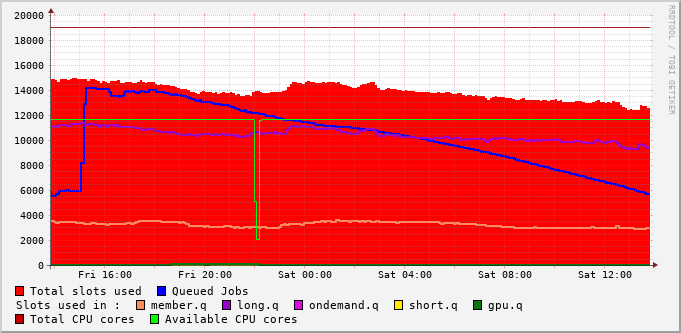 20000
18000
16000
14000
12000
10000
8000
6000
4000
2000
0
Fri 16:00 Fri 20:00 Sat 00:00 Sat 04:00 Sat 08:00 Sat 12:00
Total slots used Queued Jobs
Slots used in : member.q long.q ondemand.q short.q gpu.q
Total CPU cores Available CPU cores
RRDTOOL / TOBI OETIKER